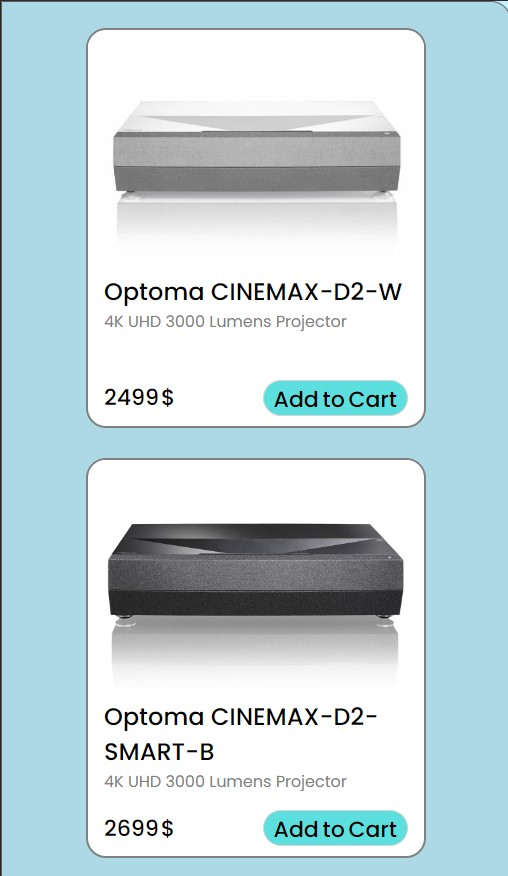 Optoma CINEMAX-D2-W
4K UHD 3000 Lumens Projector
2499$
Add to Cart
Optoma CINEMAX-D2-
SMART-B
4K UHD 3000 Lumens Projector
2699$
Add to Cart